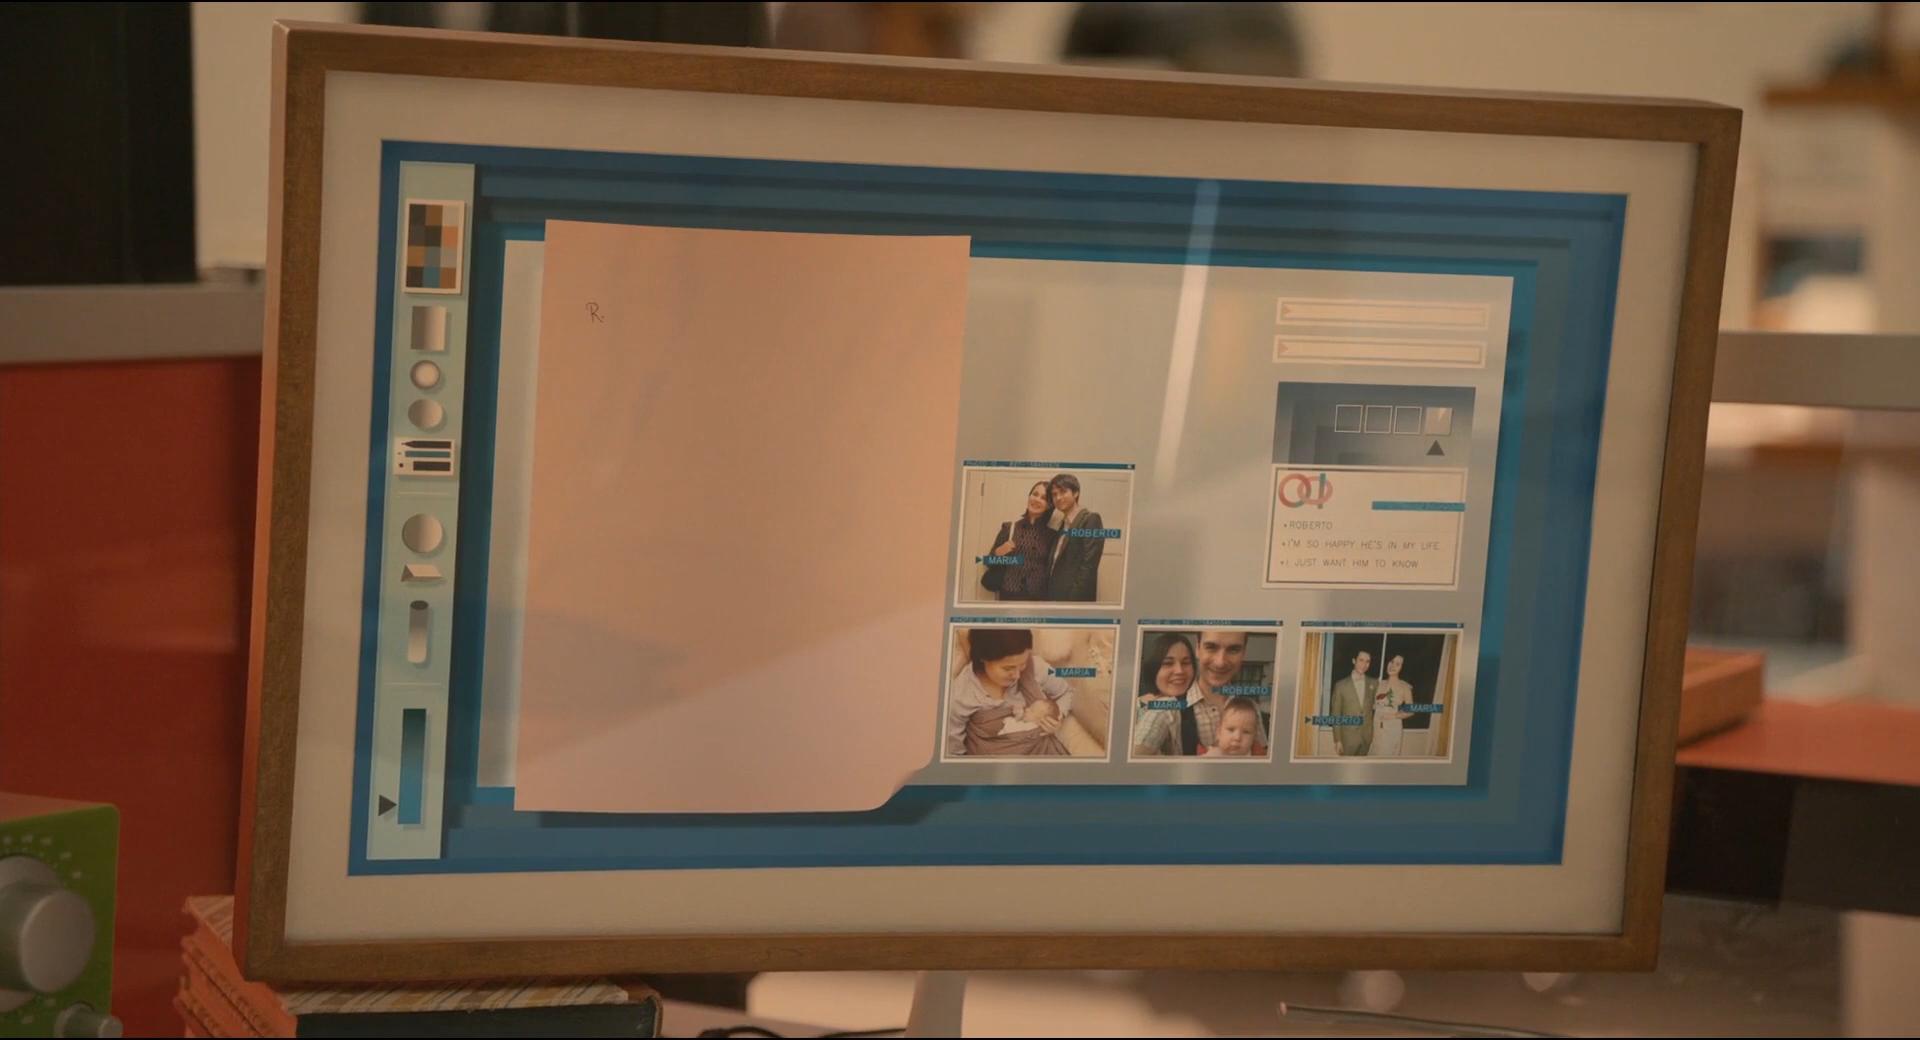 R.
ROBERTO
MARIA
• ROBERTO
• I'M SO HAPPY HE'S IN MY LIFE
• I JUST WANT HIM TO KNOW
MARIA
ROBERTO
MARIA
ROBERTO
MARIA